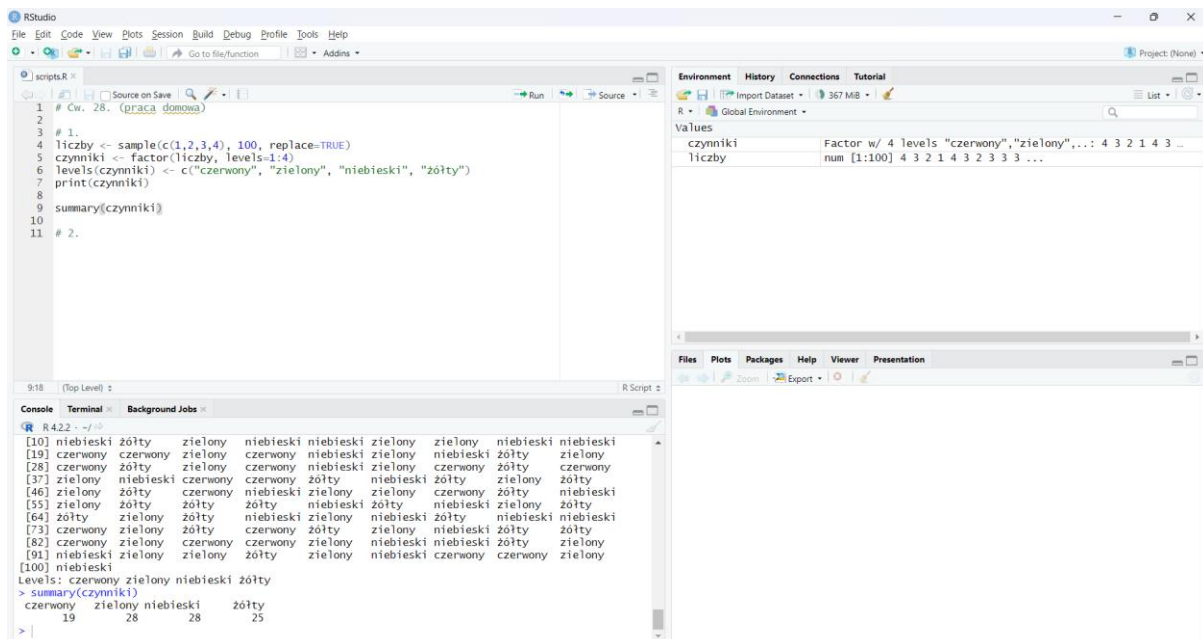 RStudio
File Edit Code View Plots Session Build Debug Profile Tools Help
Go to file/function Addins
Project: (None)
scripts.R
Source on Save Run Source
1 # Cw. 28. (praca domowa)
2
3 # 1.
4 liczby <- sample(c(1,2,3,4), 100, replace=TRUE)
5 czynniki <- factor(liczby, levels=1:4)
6 levels(czynniki) <- c("czerwony", "zielony", "niebieski", "żółty")
7 print(czynniki)
8
9 summary(czynniki)
10
11 # 2.
9:18 (Top Level) R Script
Console Terminal Background Jobs
R 4.2.2 · ~/
[10] niebieski żółty zielony niebieski niebieski zielony zielony niebieski niebieski
[19] czerwony czerwony zielony czerwony niebieski zielony niebieski żółty zielony
[28] czerwony żółty zielony czerwony niebieski zielony czerwony żółty czerwony
[37] zielony niebieski czerwony czerwony żółty niebieski żółty zielony żółty
[46] zielony żółty czerwony niebieski zielony zielony czerwony żółty niebieski
[55] zielony żółty żółty żółty niebieski żółty niebieski zielony żółty
[64] żółty zielony żółty niebieski zielony niebieski żółty niebieski niebieski
[73] czerwony zielony żółty czerwony żółty zielony niebieski żółty żółty
[82] czerwony zielony czerwony czerwony zielony niebieski niebieski żółty zielony
[91] niebieski zielony zielony żółty zielony niebieski czerwony czerwony zielony
[100] niebieski
Levels: czerwony zielony niebieski żółty
> summary(czynniki)
czerwony zielony niebieski żółty
19 28 28 25
>
Environment History Connections Tutorial
Import Dataset 367 MiB List
R Global Environment
Values
czynniki Factor w/ 4 levels "czerwony","zielony",..: 4 3 2 1 4 3 …
liczby num [1:100] 4 3 2 1 4 3 2 3 3 3 ...
Files Plots Packages Help Viewer Presentation
Zoom Export